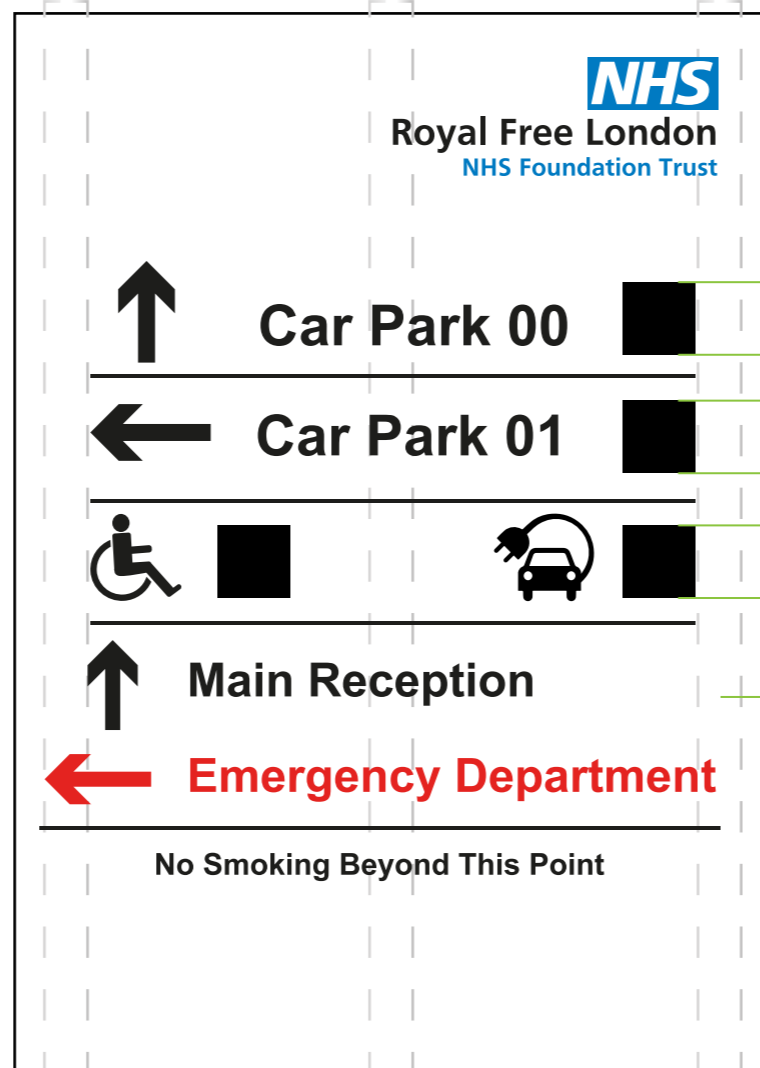 NHS
Royal Free London
NHS Foundation Trust
Car Park 00
Car Park 01
Main Reception
Emergency Department
No Smoking Beyond This Point